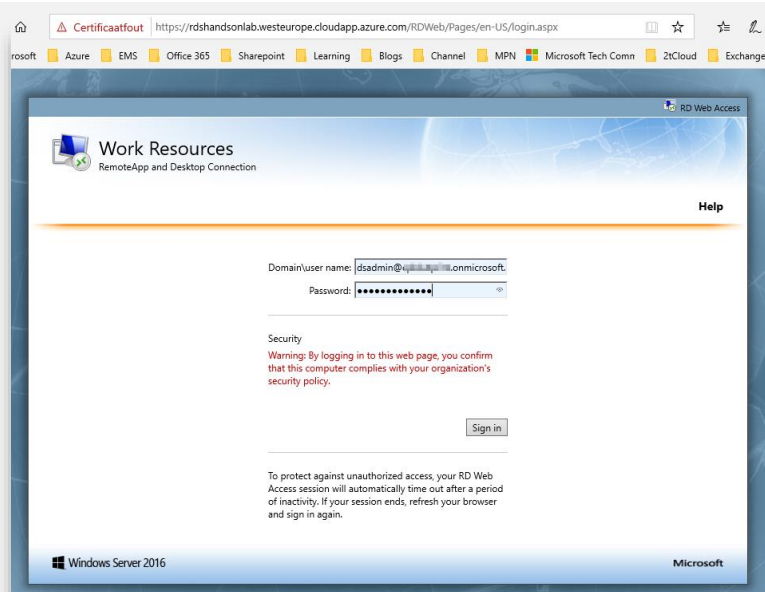 Certificaatfout https://rdshandsonlab.westeurope.cloudapp.azure.com/RDWeb/Pages/en-US/login.aspx
rosoft Azure EMS Office 365 Sharepoint Learning Blogs Channel MPN Microsoft Tech Comn 2tCloud Exchange
RD Web Access
Work Resources
RemoteApp and Desktop Connection
Help
Domain\user name: dsadmin@ .onmicrosoft.
Password: •••••••••••••
Security
Warning: By logging in to this web page, you confirm
that this computer complies with your organization's
security policy.
Sign in
To protect against unauthorized access, your RD Web
Access session will automatically time out after a period
of inactivity. If your session ends, refresh your browser
and sign in again.
Windows Server 2016
Microsoft